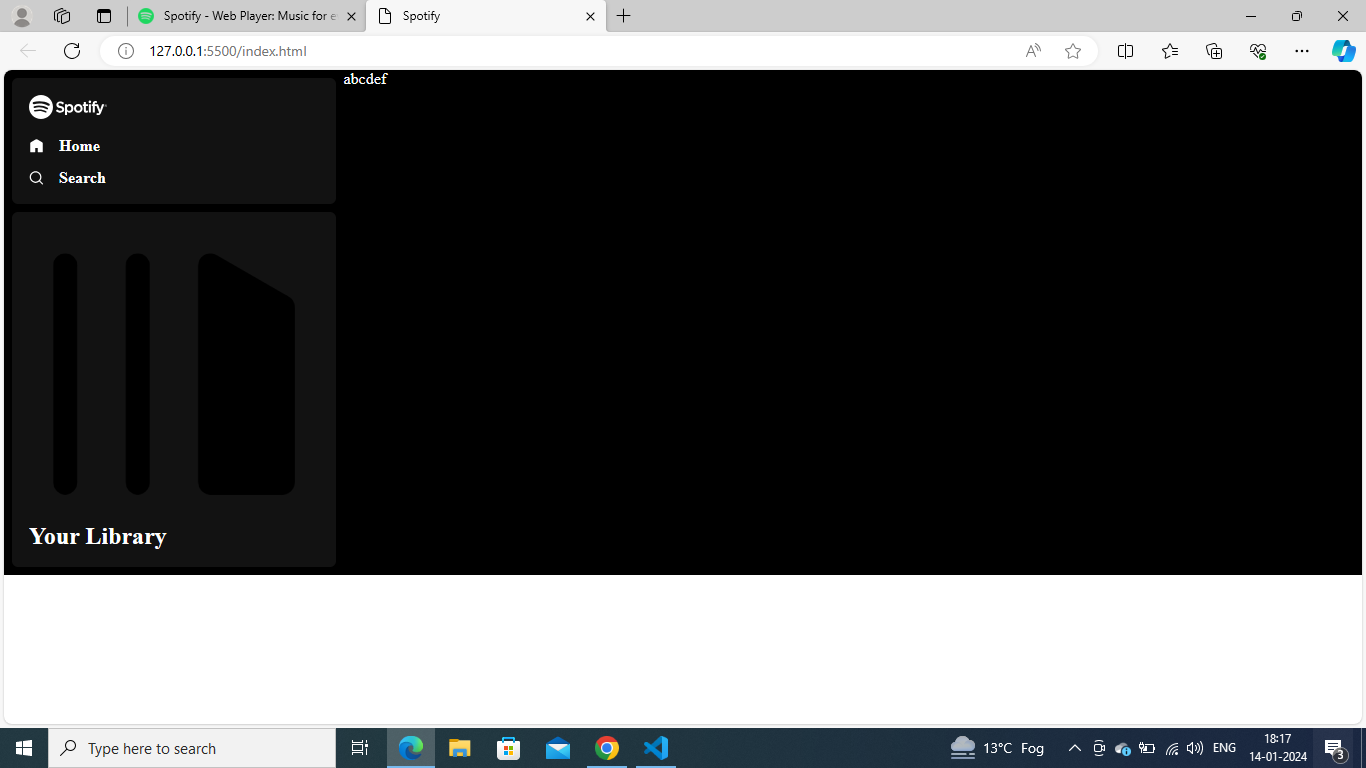 Spotify - Web Player: Music for e
Spotify
127.0.0.1:5500/index.html
Spotify
abcdef
Home
Search
Your Library
Type here to search
13°C Fog
ENG
18:17
14-01-2024
3